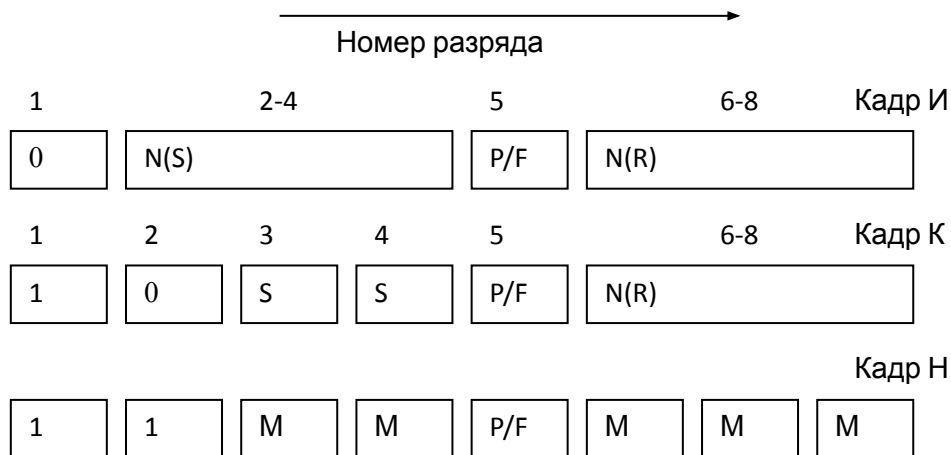 Номер разряда
1 2-4 5 6-8 Кадр И
0 N(S) P/F N(R)
1 2 3 4 5 6-8 Кадр К
1 0 S S P/F N(R)
Кадр Н
1 1 M M P/F M M M